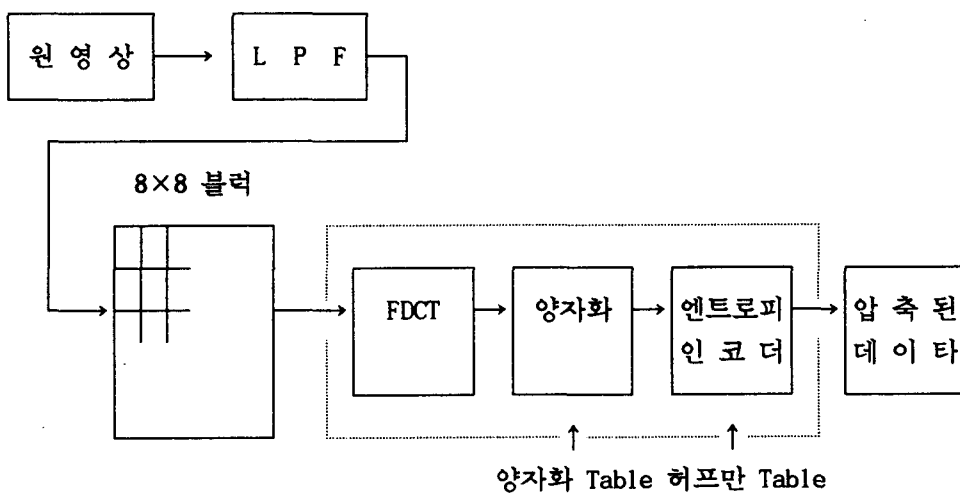 원 영 상
L P F
8×8 블럭
FDCT
양자화
엔트로피
인 코 더
압 축 된
데 이 타
양자화 Table 허프만 Table